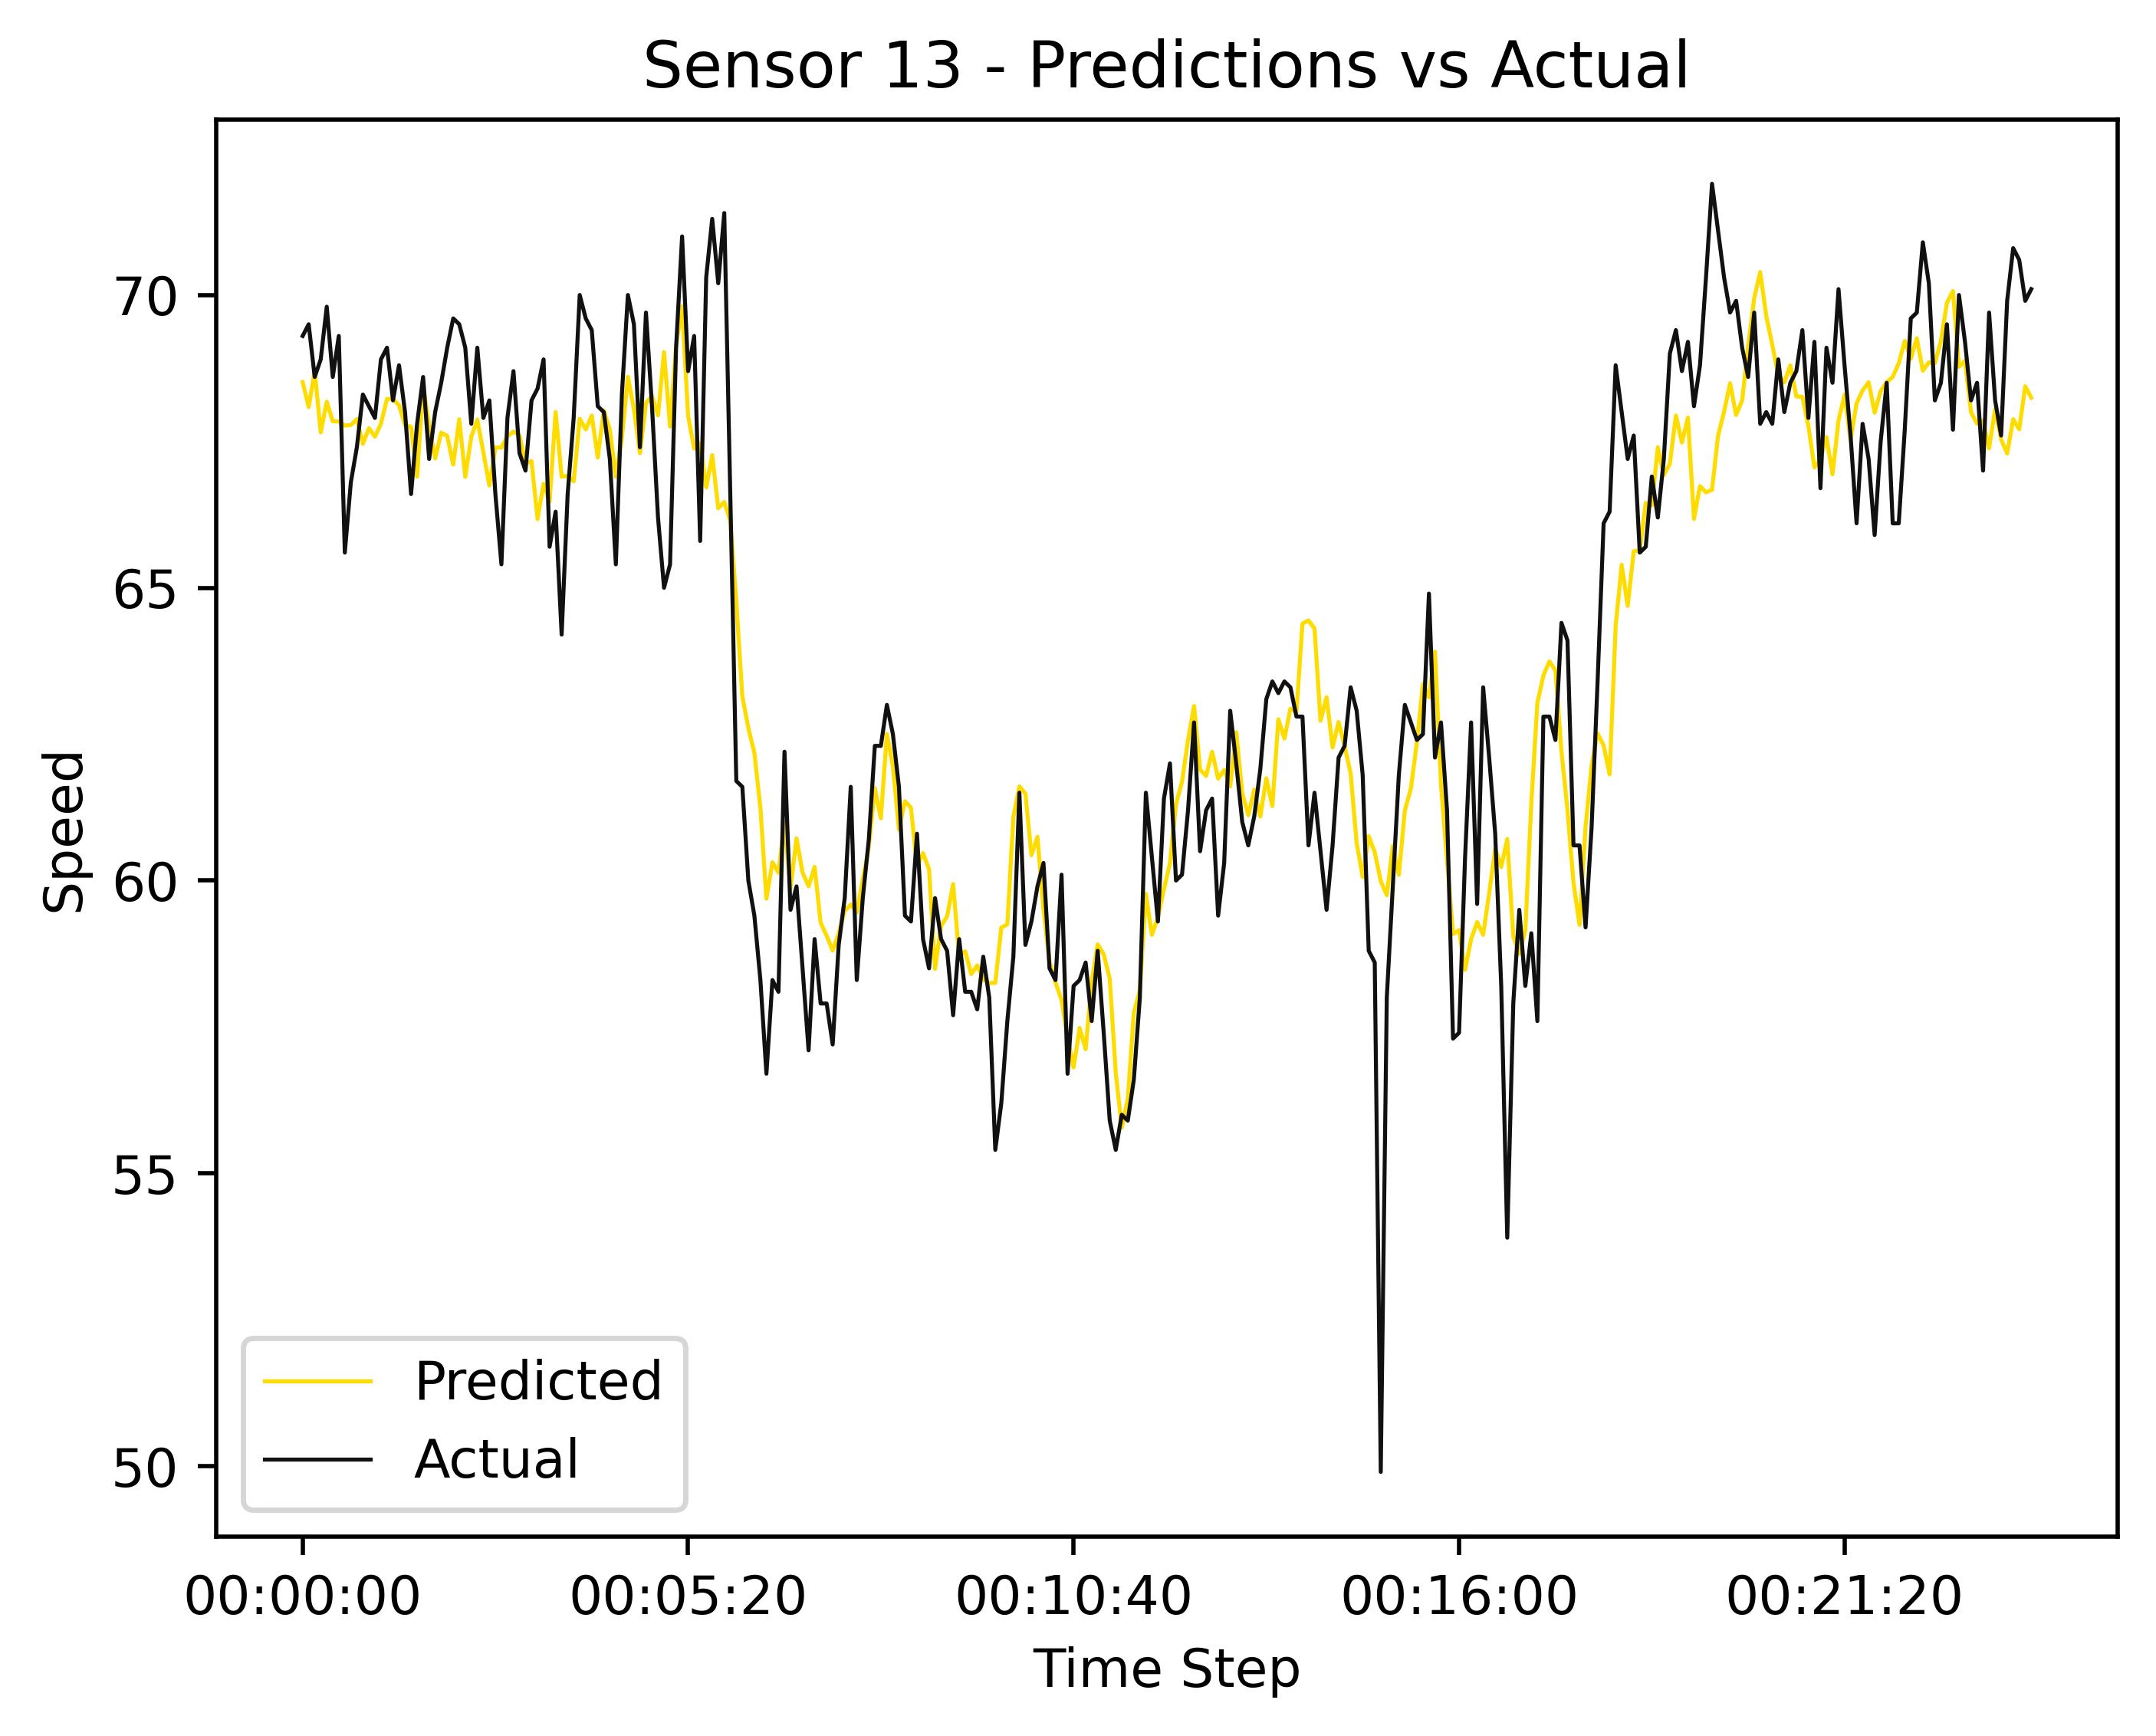 Sensor 13 - Predictions vs Actual
70
65
60
55
50
Speed
Predicted
Actual
00:00:00 00:05:20 00:10:40 00:16:00 00:21:20
Time Step